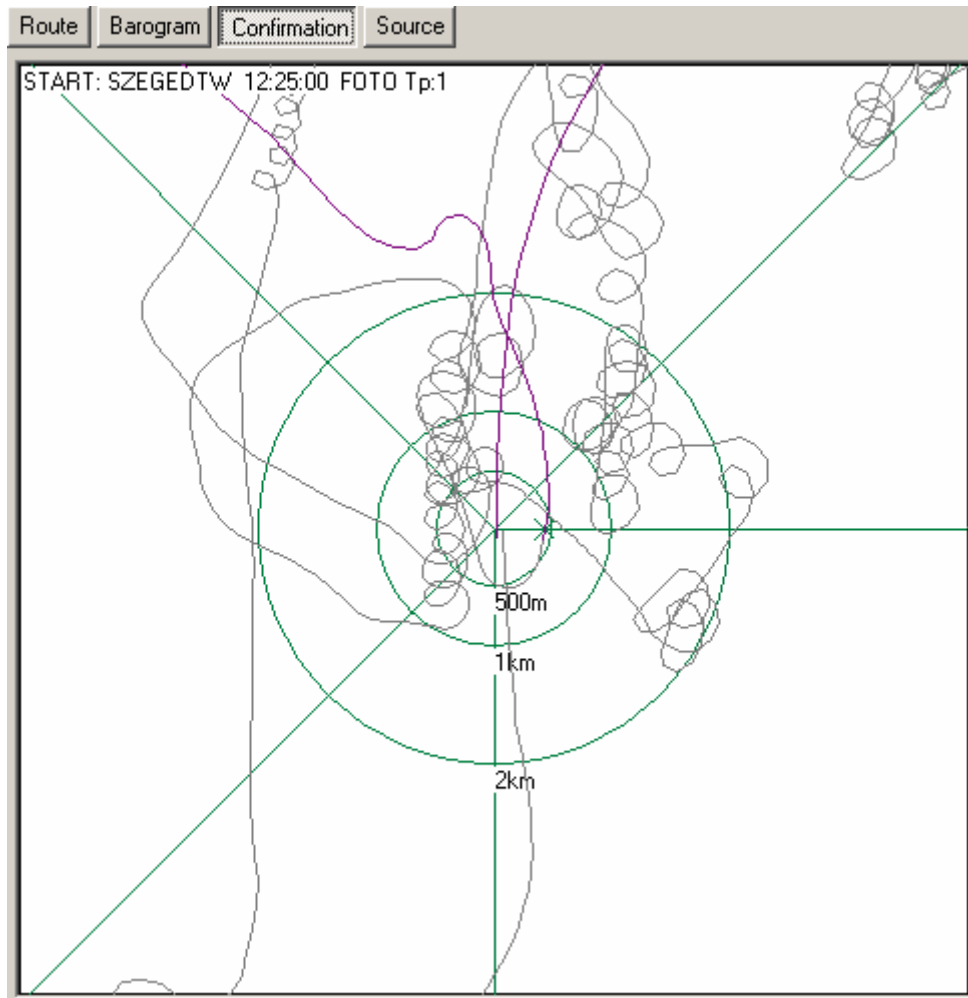 Route Barogram Confirmation Source
START: SZEGEDTW 12:25:00 FOTO Tp:1
500m
1km
2km